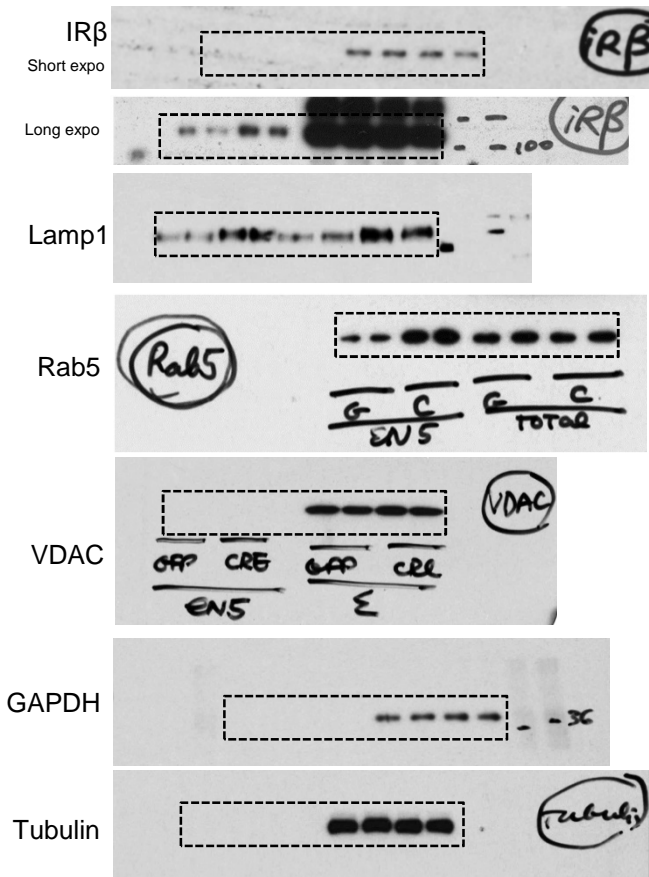 IRβ
Short expo
iRβ
Long expo
iRβ
100
Lamp1
Rab5
Rab5
G C G C
EN5 TOTAL
VDAC
VDAC
GFP CRE GFP CRE
EN5 Σ
GAPDH
-36
Tubulin
Tubulin